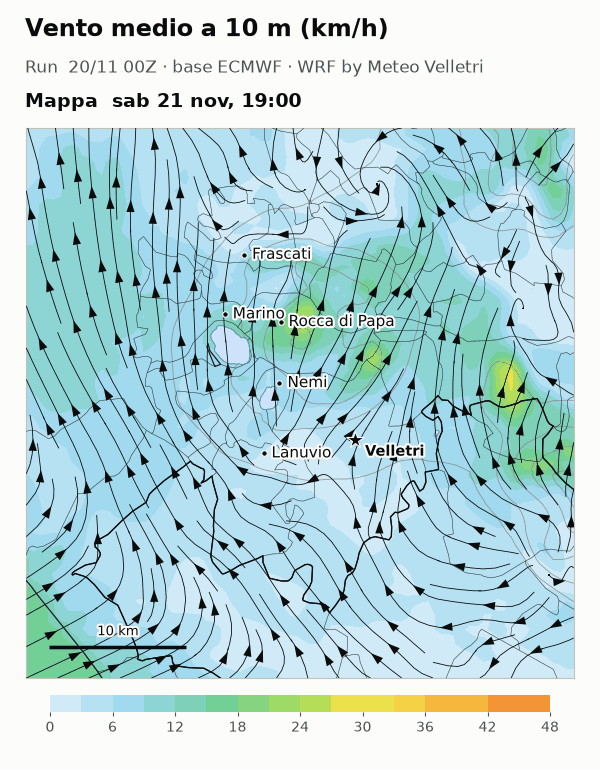 Vento medio a 10 m (km/h)
Run 20/11 00Z · base ECMWF · WRF by Meteo Velletri
Mappa sab 21 nov, 19:00
Frascati
Marino
Rocca di Papa
Nemi
Velletri
Lanuvio
10 km
0 6 12 18 24 30 36 42 48